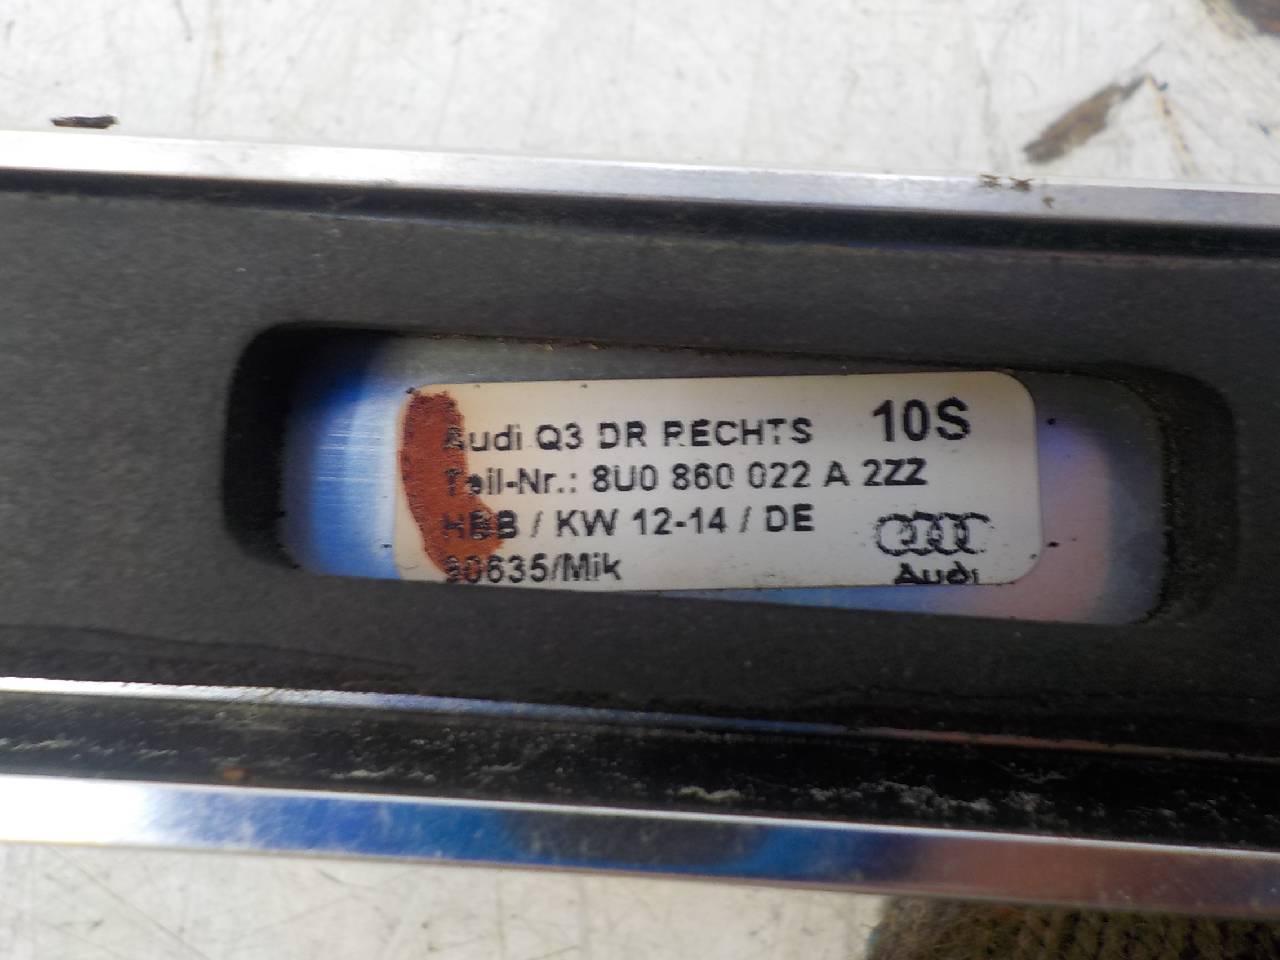 Audi Q3 DR RECHTS 10S
Teil-Nr.: 8U0 860 022 A 2ZZ
HBB / KW 12-14 / DE
90635/Mik
Audi